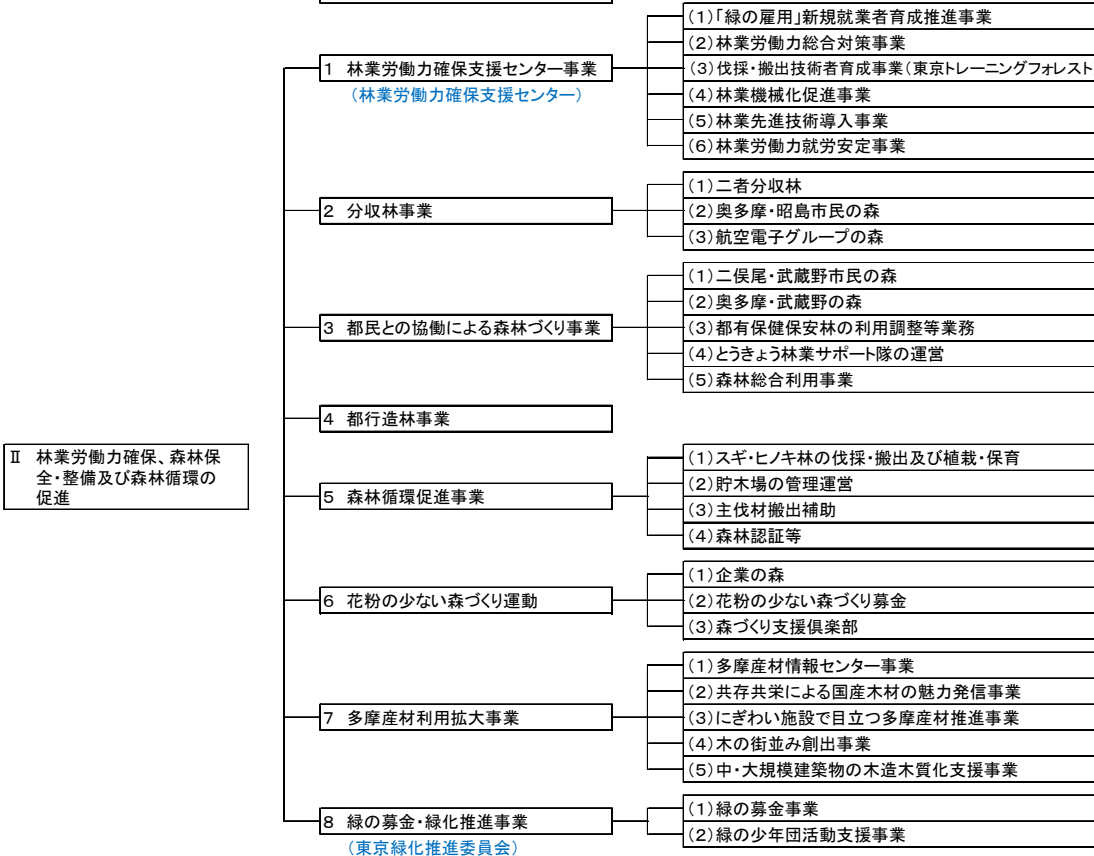 Ⅱ 林業労働力確保、森林保
全・整備及び森林循環の
促進
1 林業労働力確保支援センター事業
（林業労働力確保支援センター）
（1）「緑の雇用」新規就業者育成推進事業
（2）林業労働力総合対策事業
（3）伐採・搬出技術者育成事業（東京トレーニングフォレスト
（4）林業機械化促進事業
（5）林業先進技術導入事業
（6）林業労働力就労安定事業
2 分収林事業
（1）二者分収林
（2）奥多摩・昭島市民の森
（3）航空電子グループの森
3 都民との協働による森林づくり事業
（1）二俣尾・武蔵野市民の森
（2）奥多摩・武蔵野の森
（3）都有保健保安林の利用調整等業務
（4）とうきょう林業サポート隊の運営
（5）森林総合利用事業
4 都行造林事業
5 森林循環促進事業
（1）スギ・ヒノキ林の伐採・搬出及び植栽・保育
（2）貯木場の管理運営
（3）主伐材搬出補助
（4）森林認証等
6 花粉の少ない森づくり運動
（1）企業の森
（2）花粉の少ない森づくり募金
（3）森づくり支援倶楽部
7 多摩産材利用拡大事業
（1）多摩産材情報センター事業
（2）共存共栄による国産木材の魅力発信事業
（3）にぎわい施設で目立つ多摩産材推進事業
（4）木の街並み創出事業
（5）中・大規模建築物の木造木質化支援事業
8 緑の募金・緑化推進事業
（東京緑化推進委員会）
（1）緑の募金事業
（2）緑の少年団活動支援事業